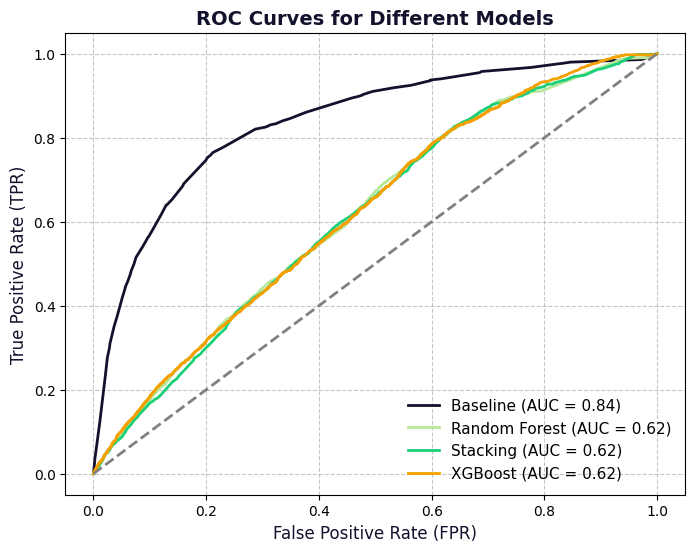 ROC Curves for Different Models
True Positive Rate (TPR)
1.0
0.8
0.6
0.4
0.2
0.0
Baseline (AUC = 0.84)
Random Forest (AUC = 0.62)
Stacking (AUC = 0.62)
XGBoost (AUC = 0.62)
0.0 0.2 0.4 0.6 0.8 1.0
False Positive Rate (FPR)